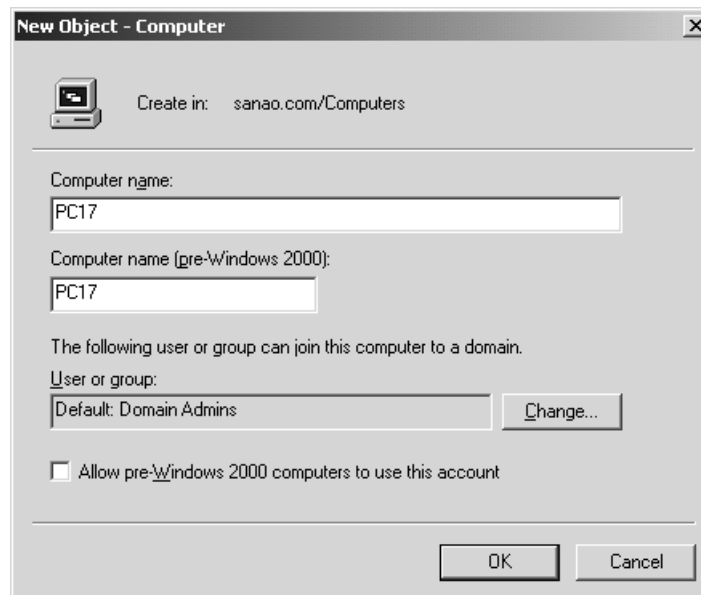 New Object - Computer
Create in: sanao.com/Computers
Computer name:
PC17
Computer name (pre-Windows 2000):
PC17
The following user or group can join this computer to a domain.
User or group:
Default: Domain Admins
Change...
Allow pre-Windows 2000 computers to use this account
OK Cancel